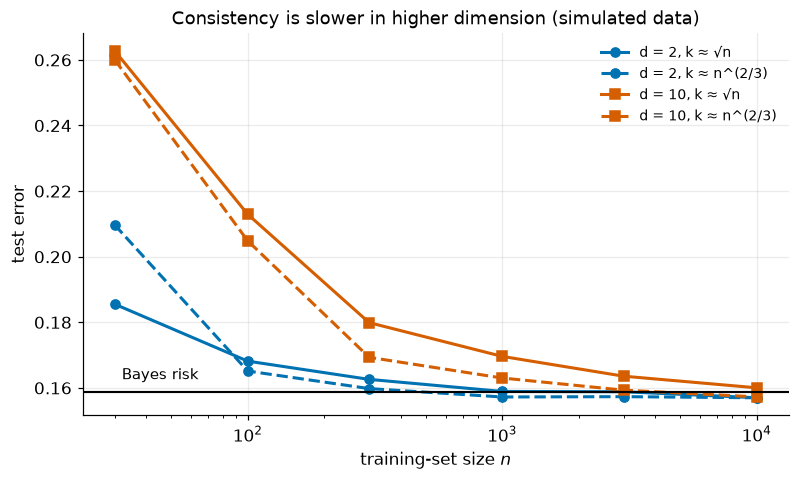 Consistency is slower in higher dimension (simulated data)
d = 2, k ≈ √n
d = 2, k ≈ n^(2/3)
d = 10, k ≈ √n
d = 10, k ≈ n^(2/3)
0.26
0.24
0.22
0.20
0.18
0.16
test error
Bayes risk
10²
10³
10⁴
training-set size n